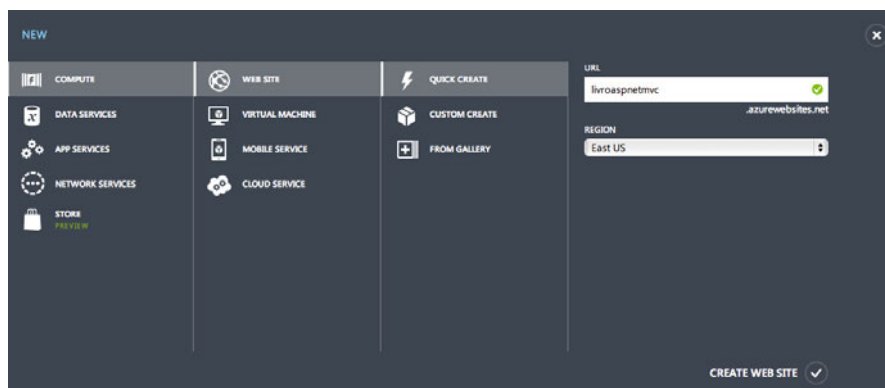 NEW
COMPUTE
DATA SERVICES
APP SERVICES
NETWORK SERVICES
STORE
PREVIEW
WEB SITE
VIRTUAL MACHINE
MOBILE SERVICE
CLOUD SERVICE
QUICK CREATE
CUSTOM CREATE
FROM GALLERY
URL
livroaspnetmvc
.azurewebsites.net
REGION
East US
CREATE WEB SITE